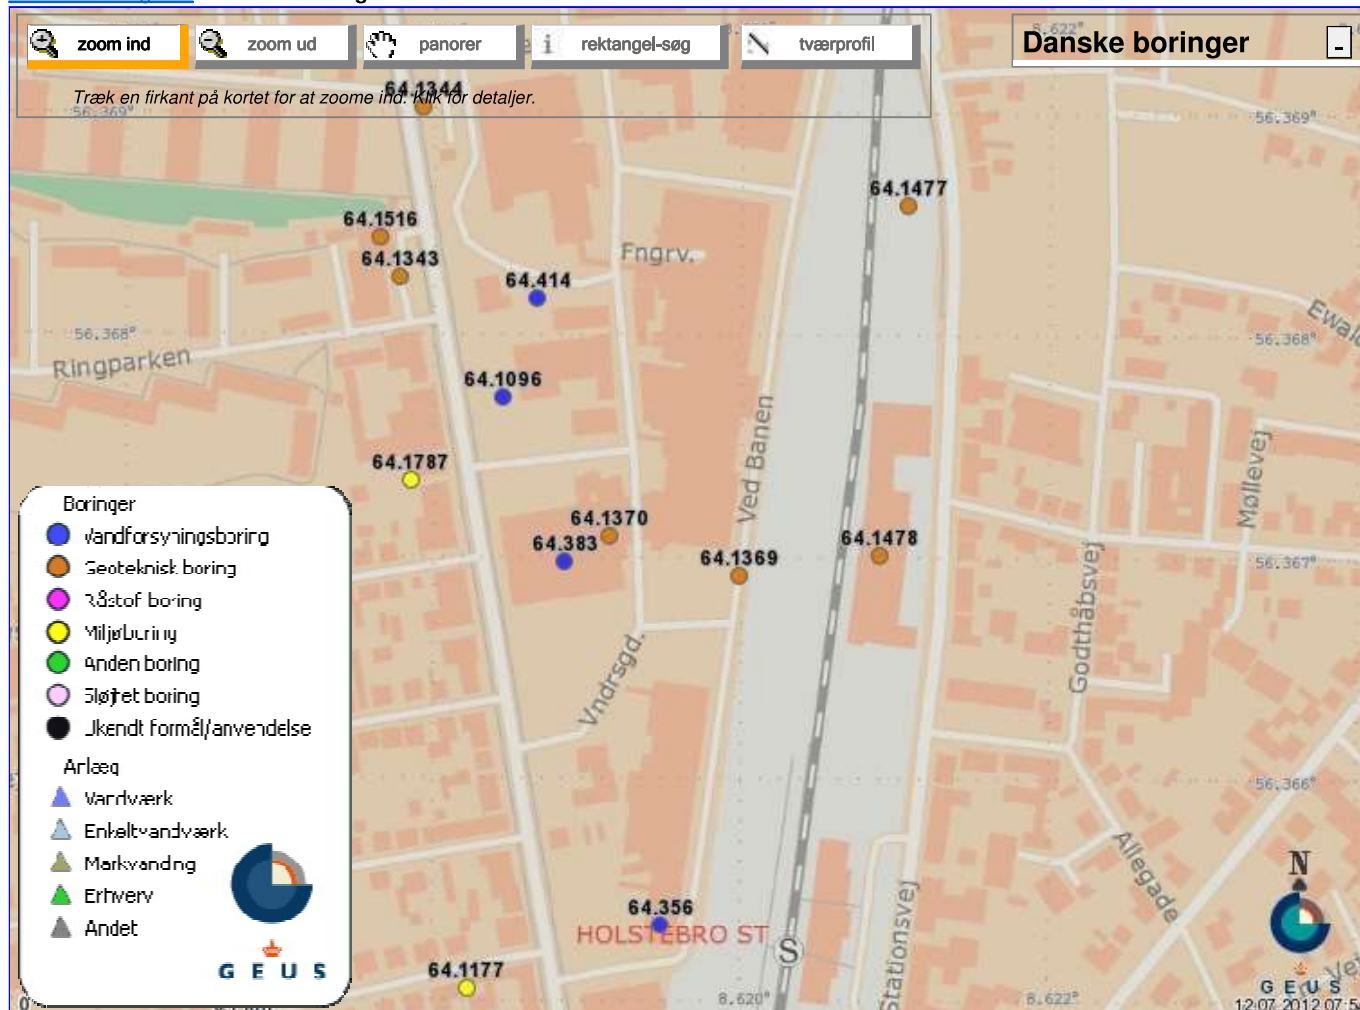 zoom ind
zoom ud
panorer
rektangel-søg
tværprofil
Danske boringer
-
Træk en firkant på kortet for at zoome ind. Klik for detaljer.
64.1344
56.369°
56.369°
8.622°
64.1477
64.1516
64.1343
Fngrv.
64.414
56.368°
56.368°
Ringparken
64.1096
Ved Banen
Møllevej
64.1787
64.1370
64.383
64.1369
64.1478
56.367°
Godthåbsvej
Vndrsgd.
56.366°
Allegade
Stationsvej
64.356
HOLSTEBRO ST
S
64.1177
8.620°
8.622°
Boringer
Vandforsyningsboring
Geoteknisk boring
Råstof boring
Miljøboring
Anden boring
Sløjfet boring
Ukendt formål/anvendelse
Anlæg
Vandværk
Enkeltvandværk
Markvanding
Erhverv
Andet
G E U S
N
G E U S